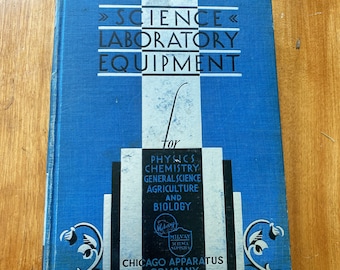 »SCIENCE«
LABORATORY
EQUIPMENT
for
PHYSICS
CHEMISTRY
GENERAL SCIENCE
AGRICULTURE
AND
BIOLOGY
CHICAGO APPARATUS
COMPANY